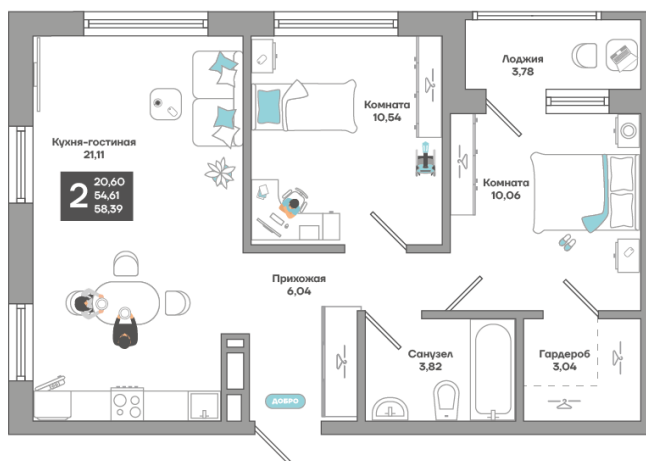 Лоджия
3,78
Комната
10,54
Кухня-гостиная
21,11
2
20,60
54,61
58,39
Комната
10,06
Прихожая
6,04
Санузел
3,82
Гардероб
3,04
ДОБРО